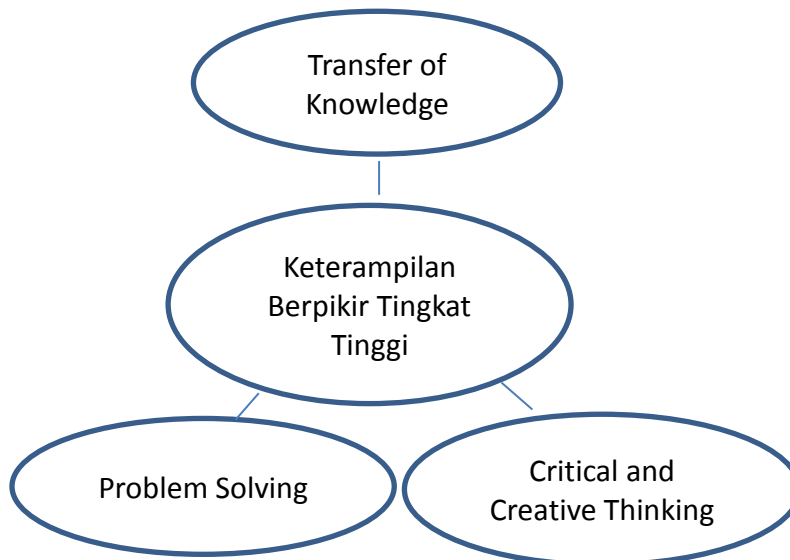 Transfer of
Knowledge
Keterampilan
Berpikir Tingkat
Tinggi
Problem Solving
Critical and
Creative Thinking